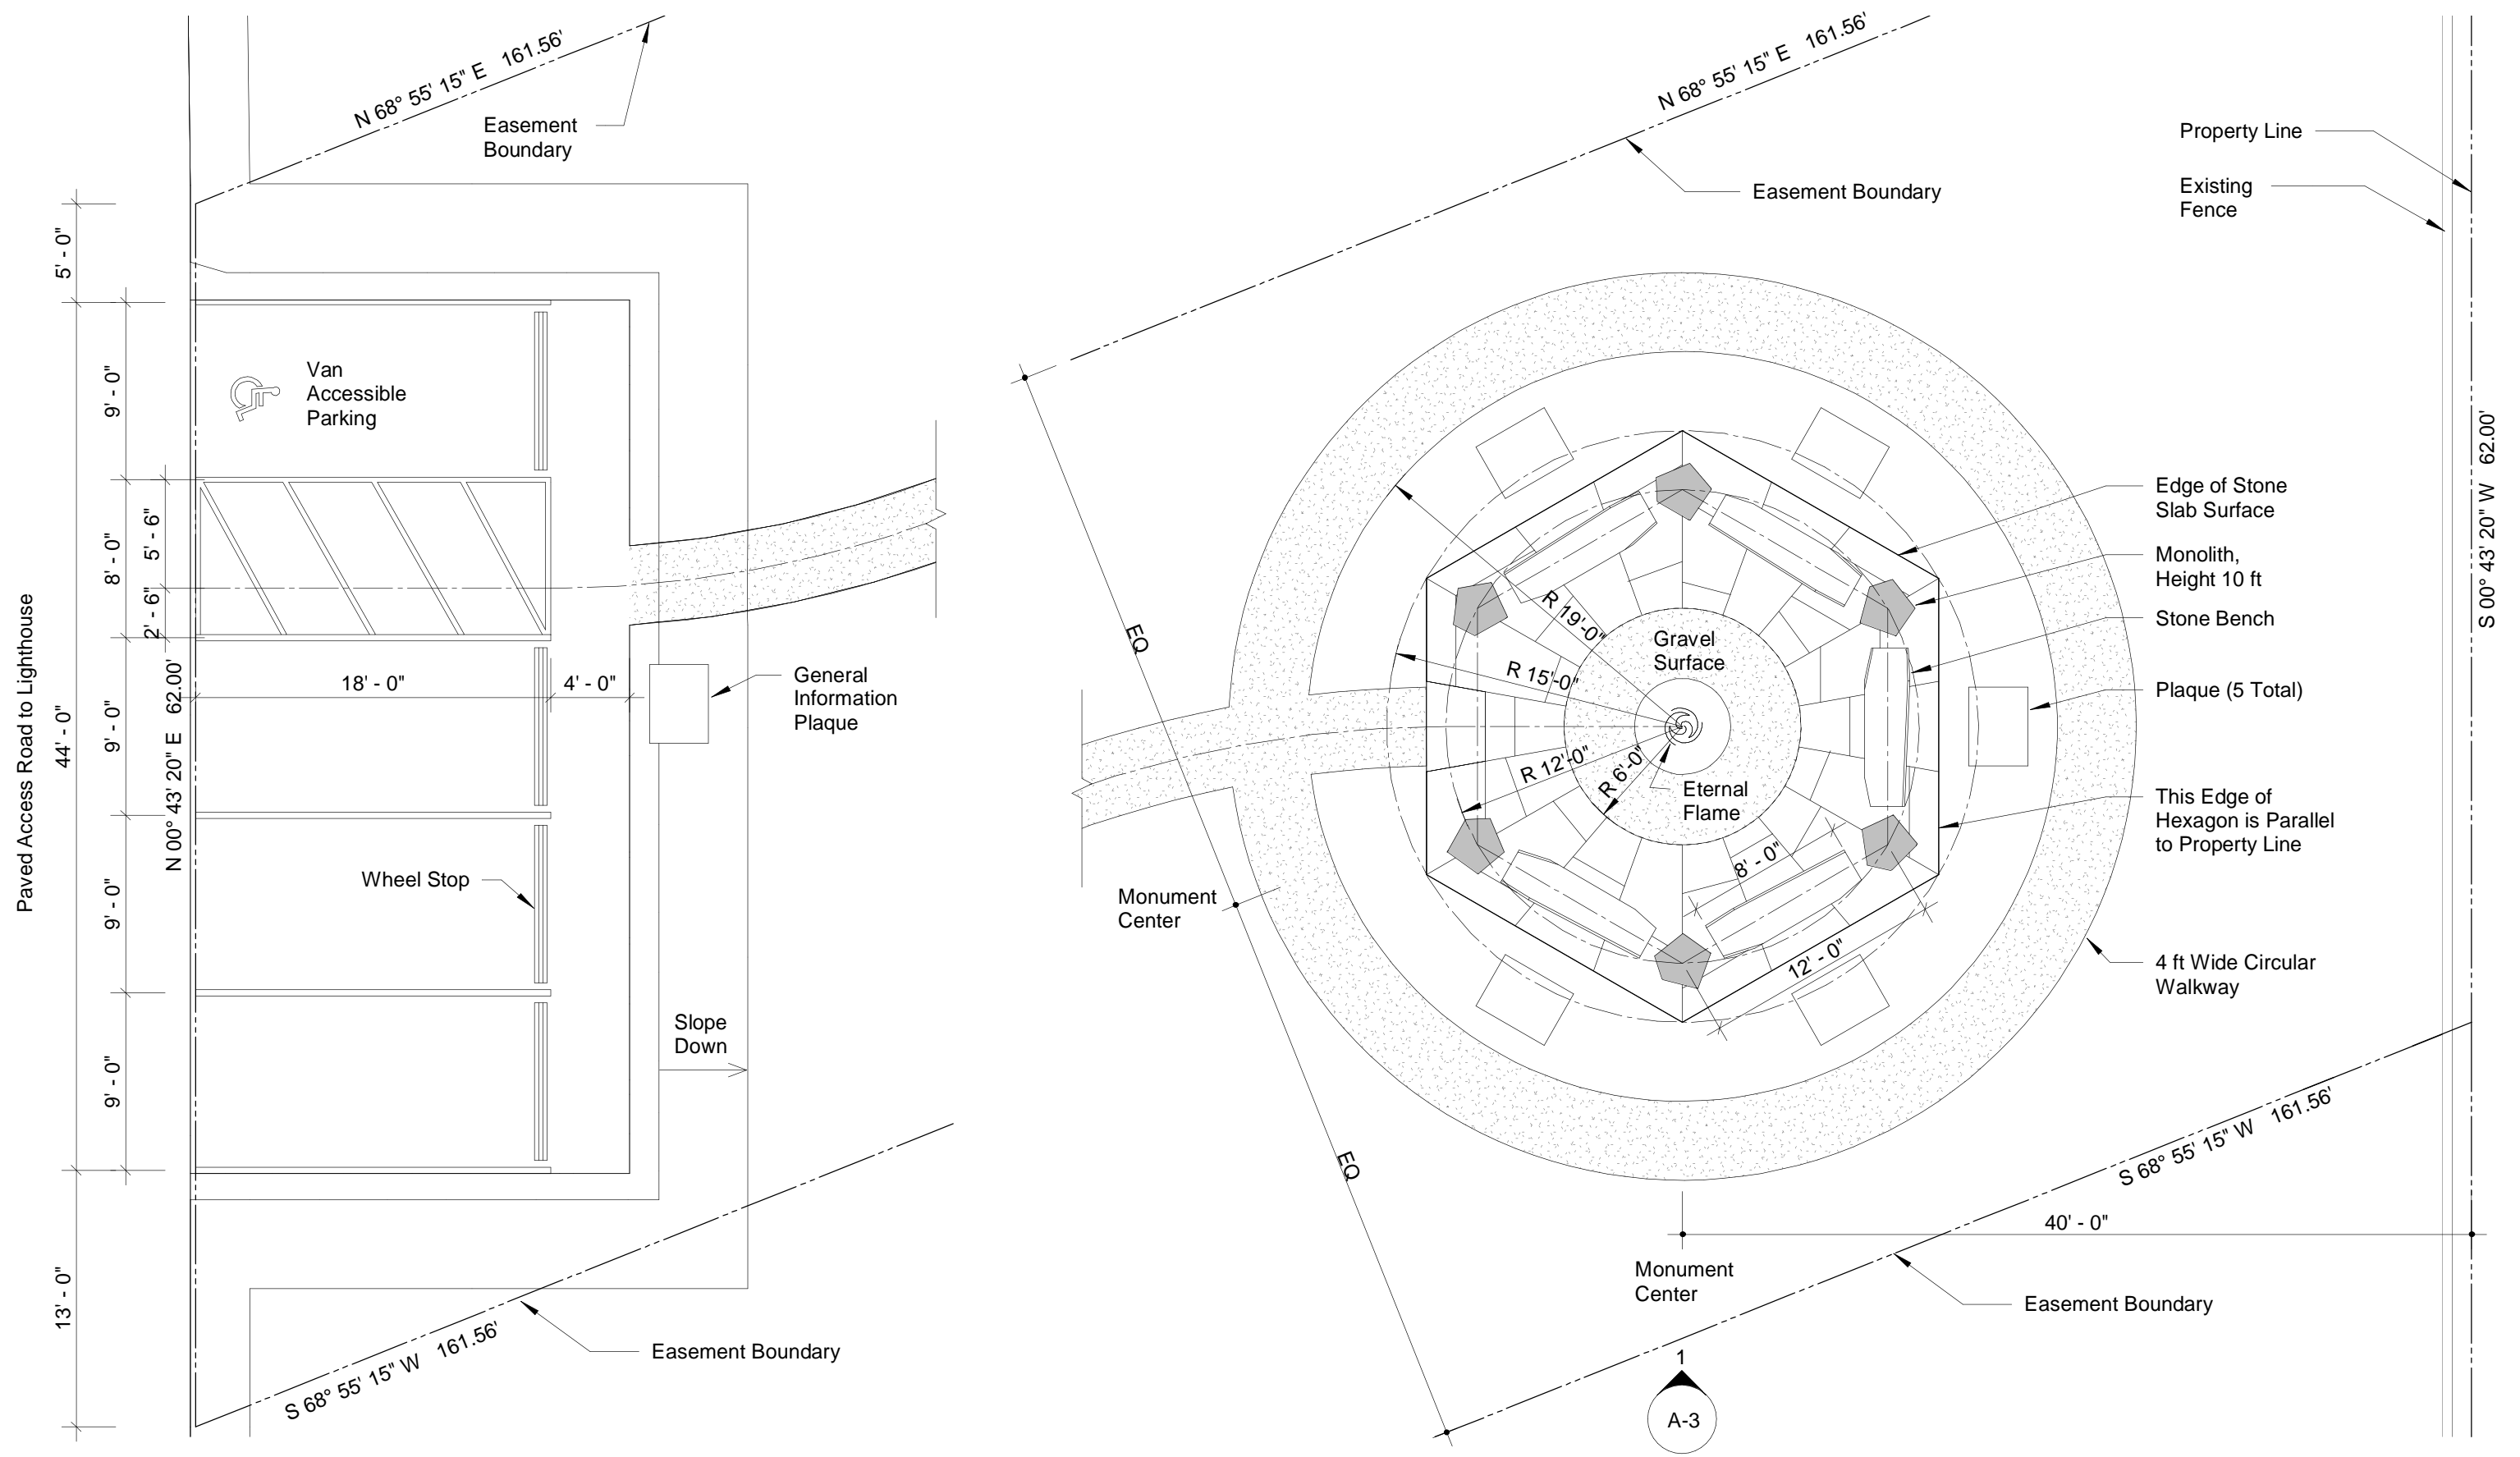 N 68° 55' 15" E   161.56'
Easement
Boundary
5' - 0"
9' - 0"
Van
Accessible
Parking
8' - 0"
5' - 6"
2' - 6"
Paved Access Road to Lighthouse
44' - 0"
9' - 0"
N 00° 43' 20" E   62.00'
18' - 0"
4' - 0"
General
Information
Plaque
9' - 0"
Wheel Stop
9' - 0"
Slope
Down
13' - 0"
S 68° 55' 15" W   161.56'
Easement Boundary
N 68° 55' 15" E   161.56'
Easement Boundary
Property Line
Existing
Fence
S 00° 43' 20" W   62.00'
Edge of Stone
Slab Surface
Monolith,
Height 10 ft
Stone Bench
Plaque (5 Total)
This Edge of
Hexagon is Parallel
to Property Line
4 ft Wide Circular
Walkway
EQ
R 19'-0"
R 15'-0"
R 12'-0"
R 6'-0"
Gravel
Surface
Eternal
Flame
8' - 0"
12' - 0"
Monument
Center
EQ
S 68° 55' 15" W   161.56'
40' - 0"
Monument
Center
Easement Boundary
1
A-3